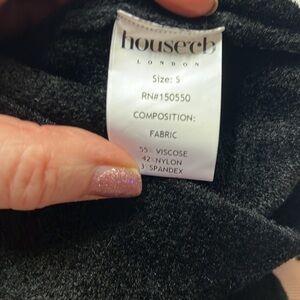 house of cb
LONDON
Size: S
RN#150550
COMPOSITION:
FABRIC
55% VISCOSE
42 NYLON
3 SPANDEX